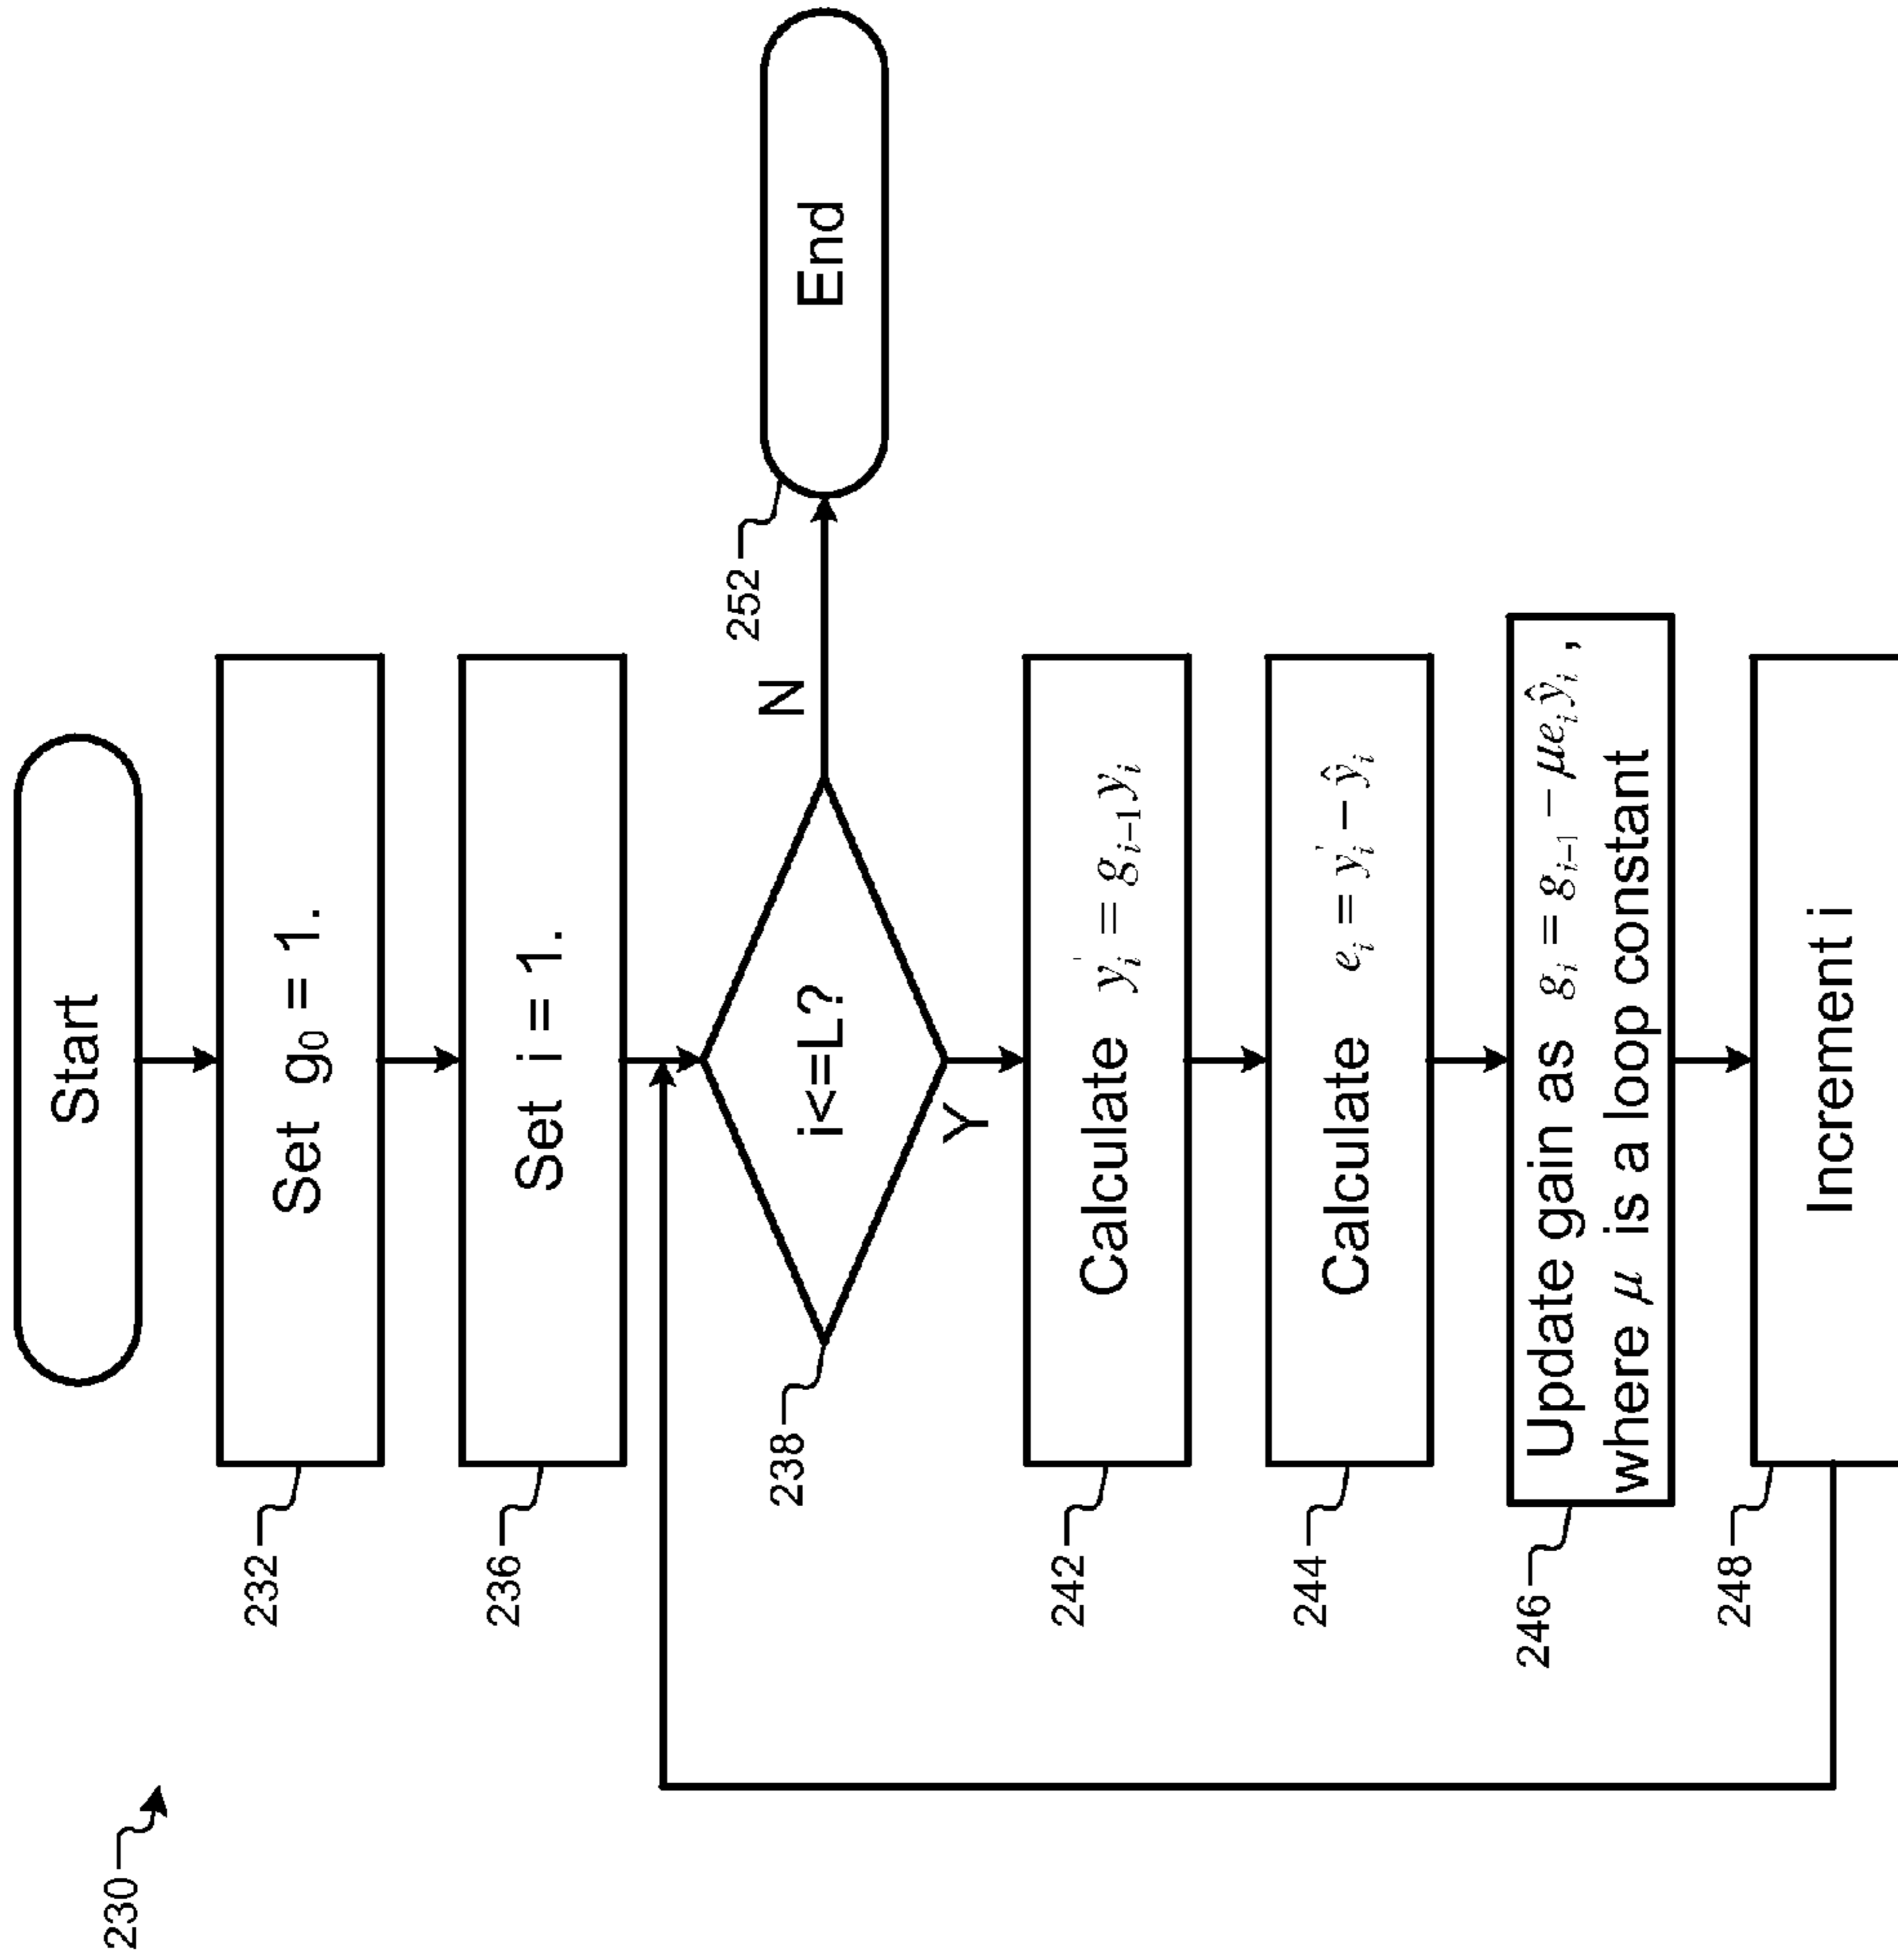 230
Start
Set g₀ = 1.
232
Set i = 1.
236
i<=L?
238
N
252
End
Y
Calculate y'ᵢ = gᵢ₋₁yᵢ
242
Calculate eᵢ = y'ᵢ − ŷᵢ
244
Update gain as gᵢ = gᵢ₋₁ − μeᵢŷᵢ ,
where μ is a loop constant
246
Increment i
248